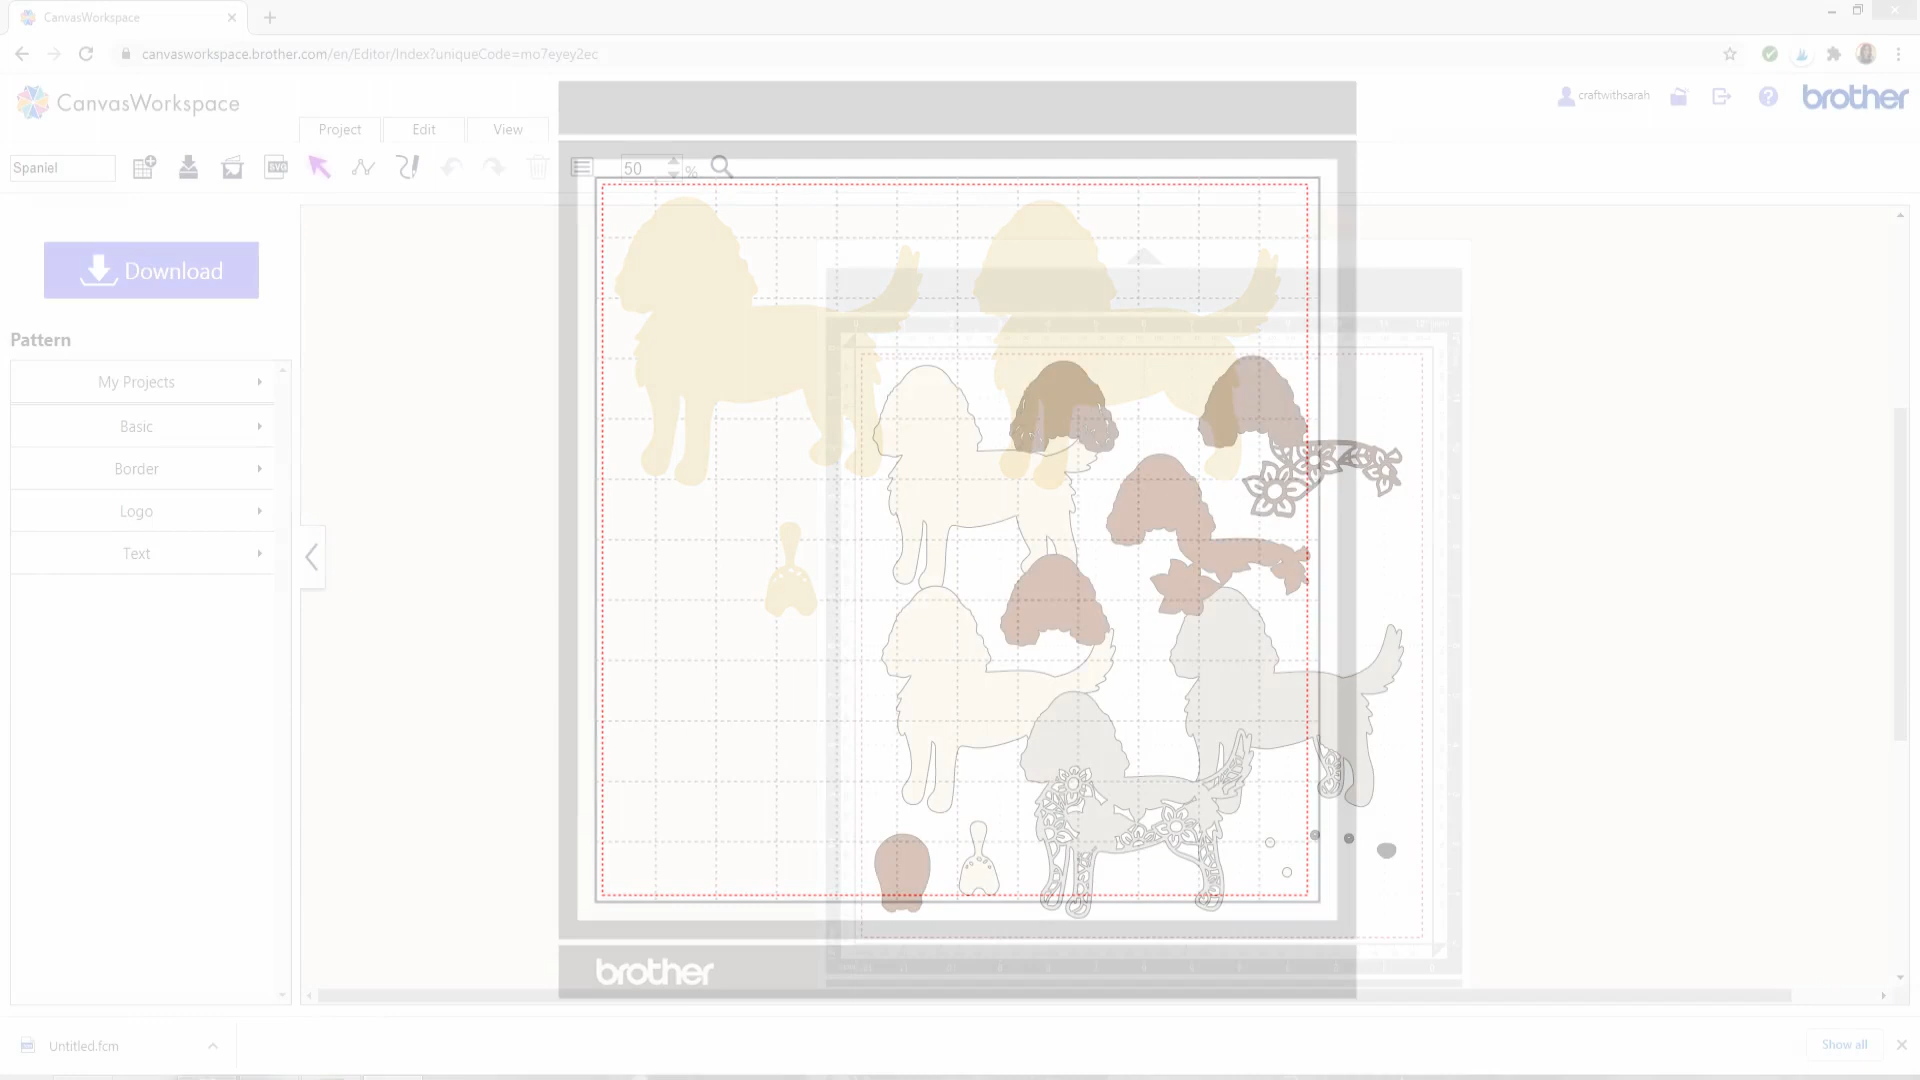 CanvasWorkspace
canvasworkspace.brother.com/en/Editor/Index?uniqueCode=mo7eyey2ec
CanvasWorkspace
craftwithsarah
brother
Project
Edit
View
Spaniel
SVG
50
%
Download
Pattern
My Projects
Basic
Border
Logo
Text
brother
Untitled.fcm
Show all